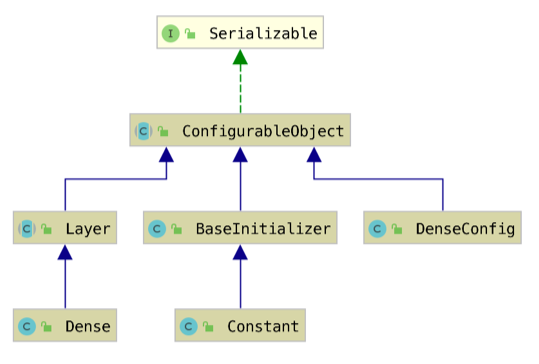 I Serializable
C ConfigurableObject
C Layer
C BaseInitializer
C DenseConfig
C Dense
C Constant